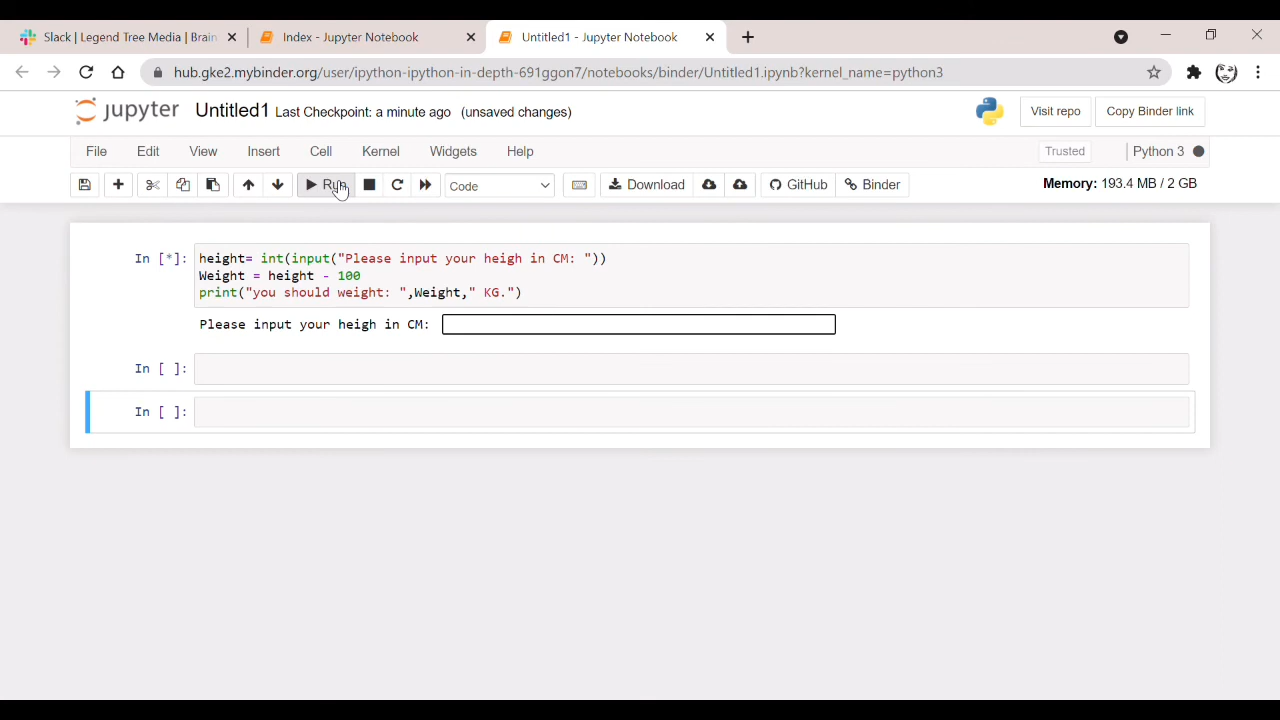 Slack | Legend Tree Media | Brain
Index - Jupyter Notebook
Untitled1 - Jupyter Notebook
hub.gke2.mybinder.org/user/ipython-ipython-in-depth-691ggon7/notebooks/binder/Untitled1.ipynb?kernel_name=python3
jupyter Untitled1 Last Checkpoint: a minute ago (unsaved changes)
Visit repo
Copy Binder link
File Edit View Insert Cell Kernel Widgets Help
Trusted
Python 3
Run
Code
Download
GitHub
Binder
Memory: 193.4 MB / 2 GB
In [*]: height= int(input("Please input your heigh in CM: "))
Weight = height - 100
print("you should weight: ",Weight," KG.")
Please input your heigh in CM:
In [ ]:
In [ ]: